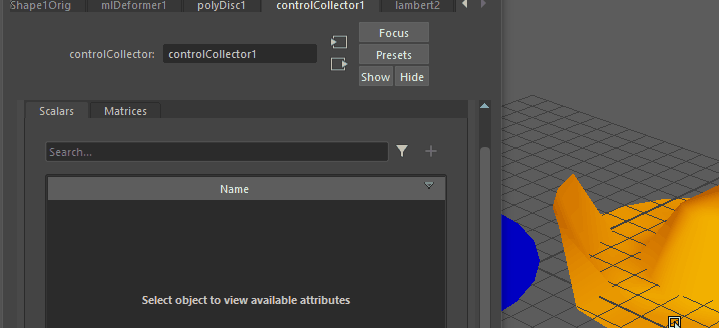 Shape1Orig mlDeformer1 polyDisc1 controlCollector1 lambert2
Focus
controlCollector: controlCollector1
Presets
Show Hide
Scalars Matrices
Search...
Name
Select object to view available attributes